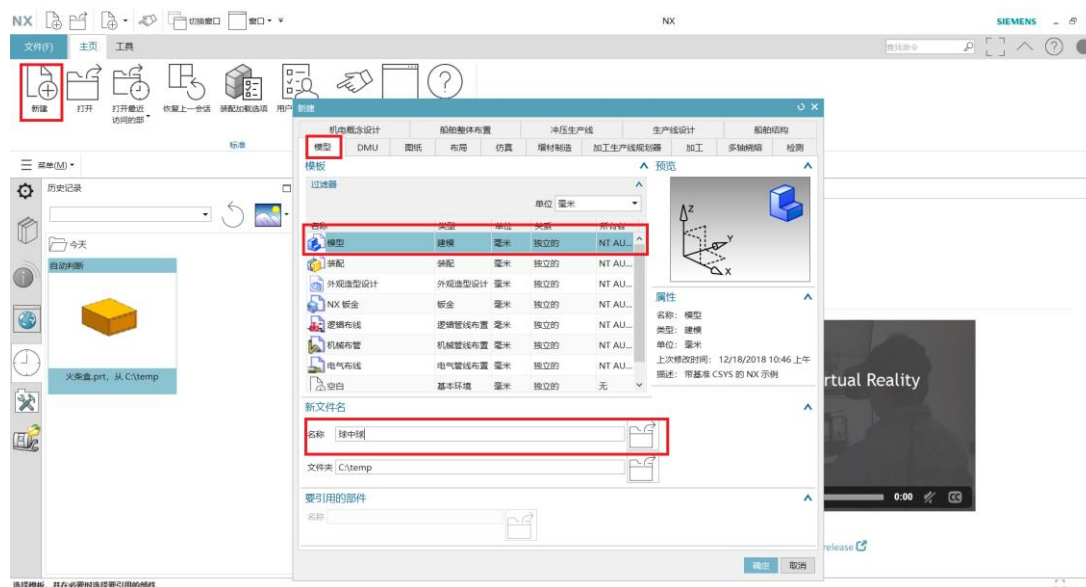 NX 切换窗口 窗口 NX SIEMENS
文件(F) 主页 工具 查找命令
新建 打开 打开最近访问的部 恢复上一会话 装配加载选项 用户
标准
菜单(M)
历史记录
今天
自动判断
火柴盒.prt, 从 C:\temp
新建
机电概念设计 船舶整体布置 冲压生产线 生产线设计 船舶结构
模型 DMU 图纸 布局 仿真 增材制造 加工生产线规划器 加工 多轴熔熔 检测
模板
过滤器
单位 毫米
名称 类型 单位 关系 所有者
模型 建模 毫米 独立的 NT AU...
装配 装配 毫米 独立的 NT AU...
外观造型设计 外观造型设计 毫米 独立的 NT AU...
NX 钣金 钣金 毫米 独立的 NT AU...
逻辑布线 逻辑管线布置 毫米 独立的 NT AU...
机械布管 机械管线布置 毫米 独立的 NT AU...
电气布线 电气管线布置 毫米 独立的 NT AU...
空白 基本环境 毫米 独立的 无
预览
Z
Y
X
属性
名称: 模型
类型: 建模
单位: 毫米
上次修改时间: 12/18/2018 10:46 上午
描述: 带基准 CSYS 的 NX 示例
新文件名
名称 球中球
文件夹 C:\temp
要引用的部件
名称
确定 取消
rtual Reality
0:00 CC
release
选择模板，并在必要时选择要引用的部件